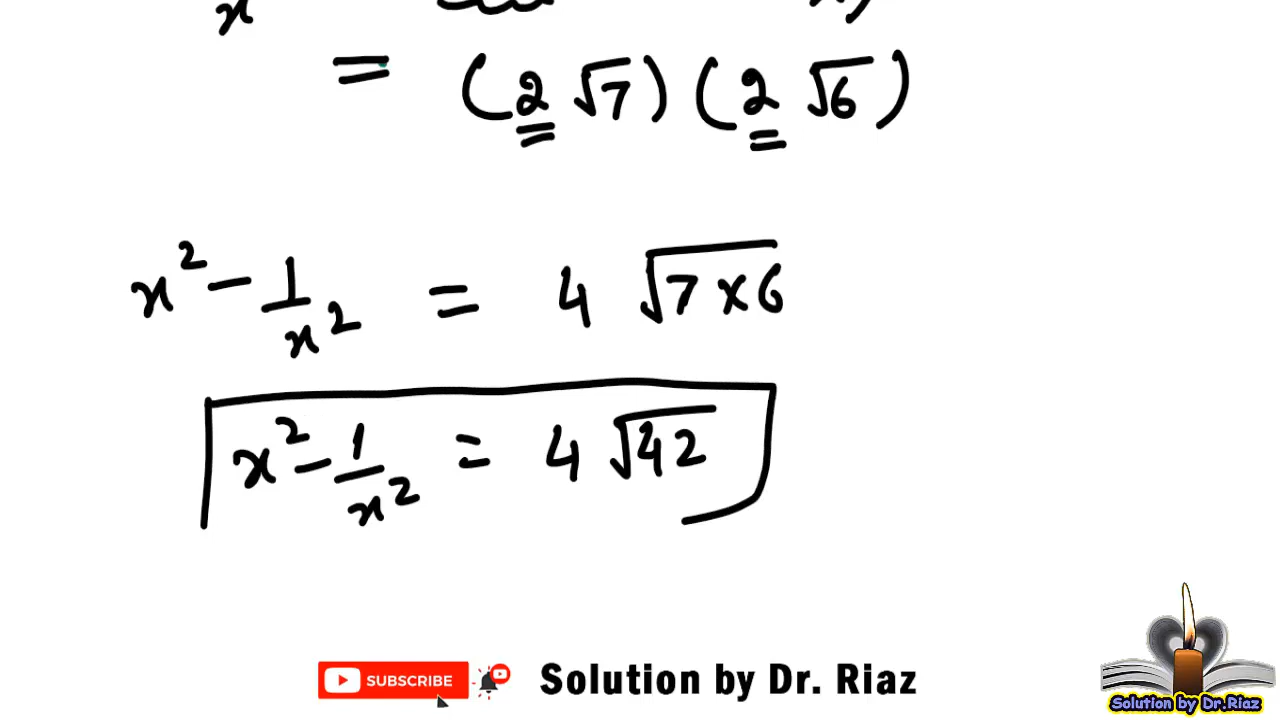 x
= (2 √7) (2 √6)
x² - 1/x² = 4 √7×6
x² - 1/x² = 4 √42
SUBSCRIBE
Solution by Dr. Riaz
Solution by Dr.Riaz